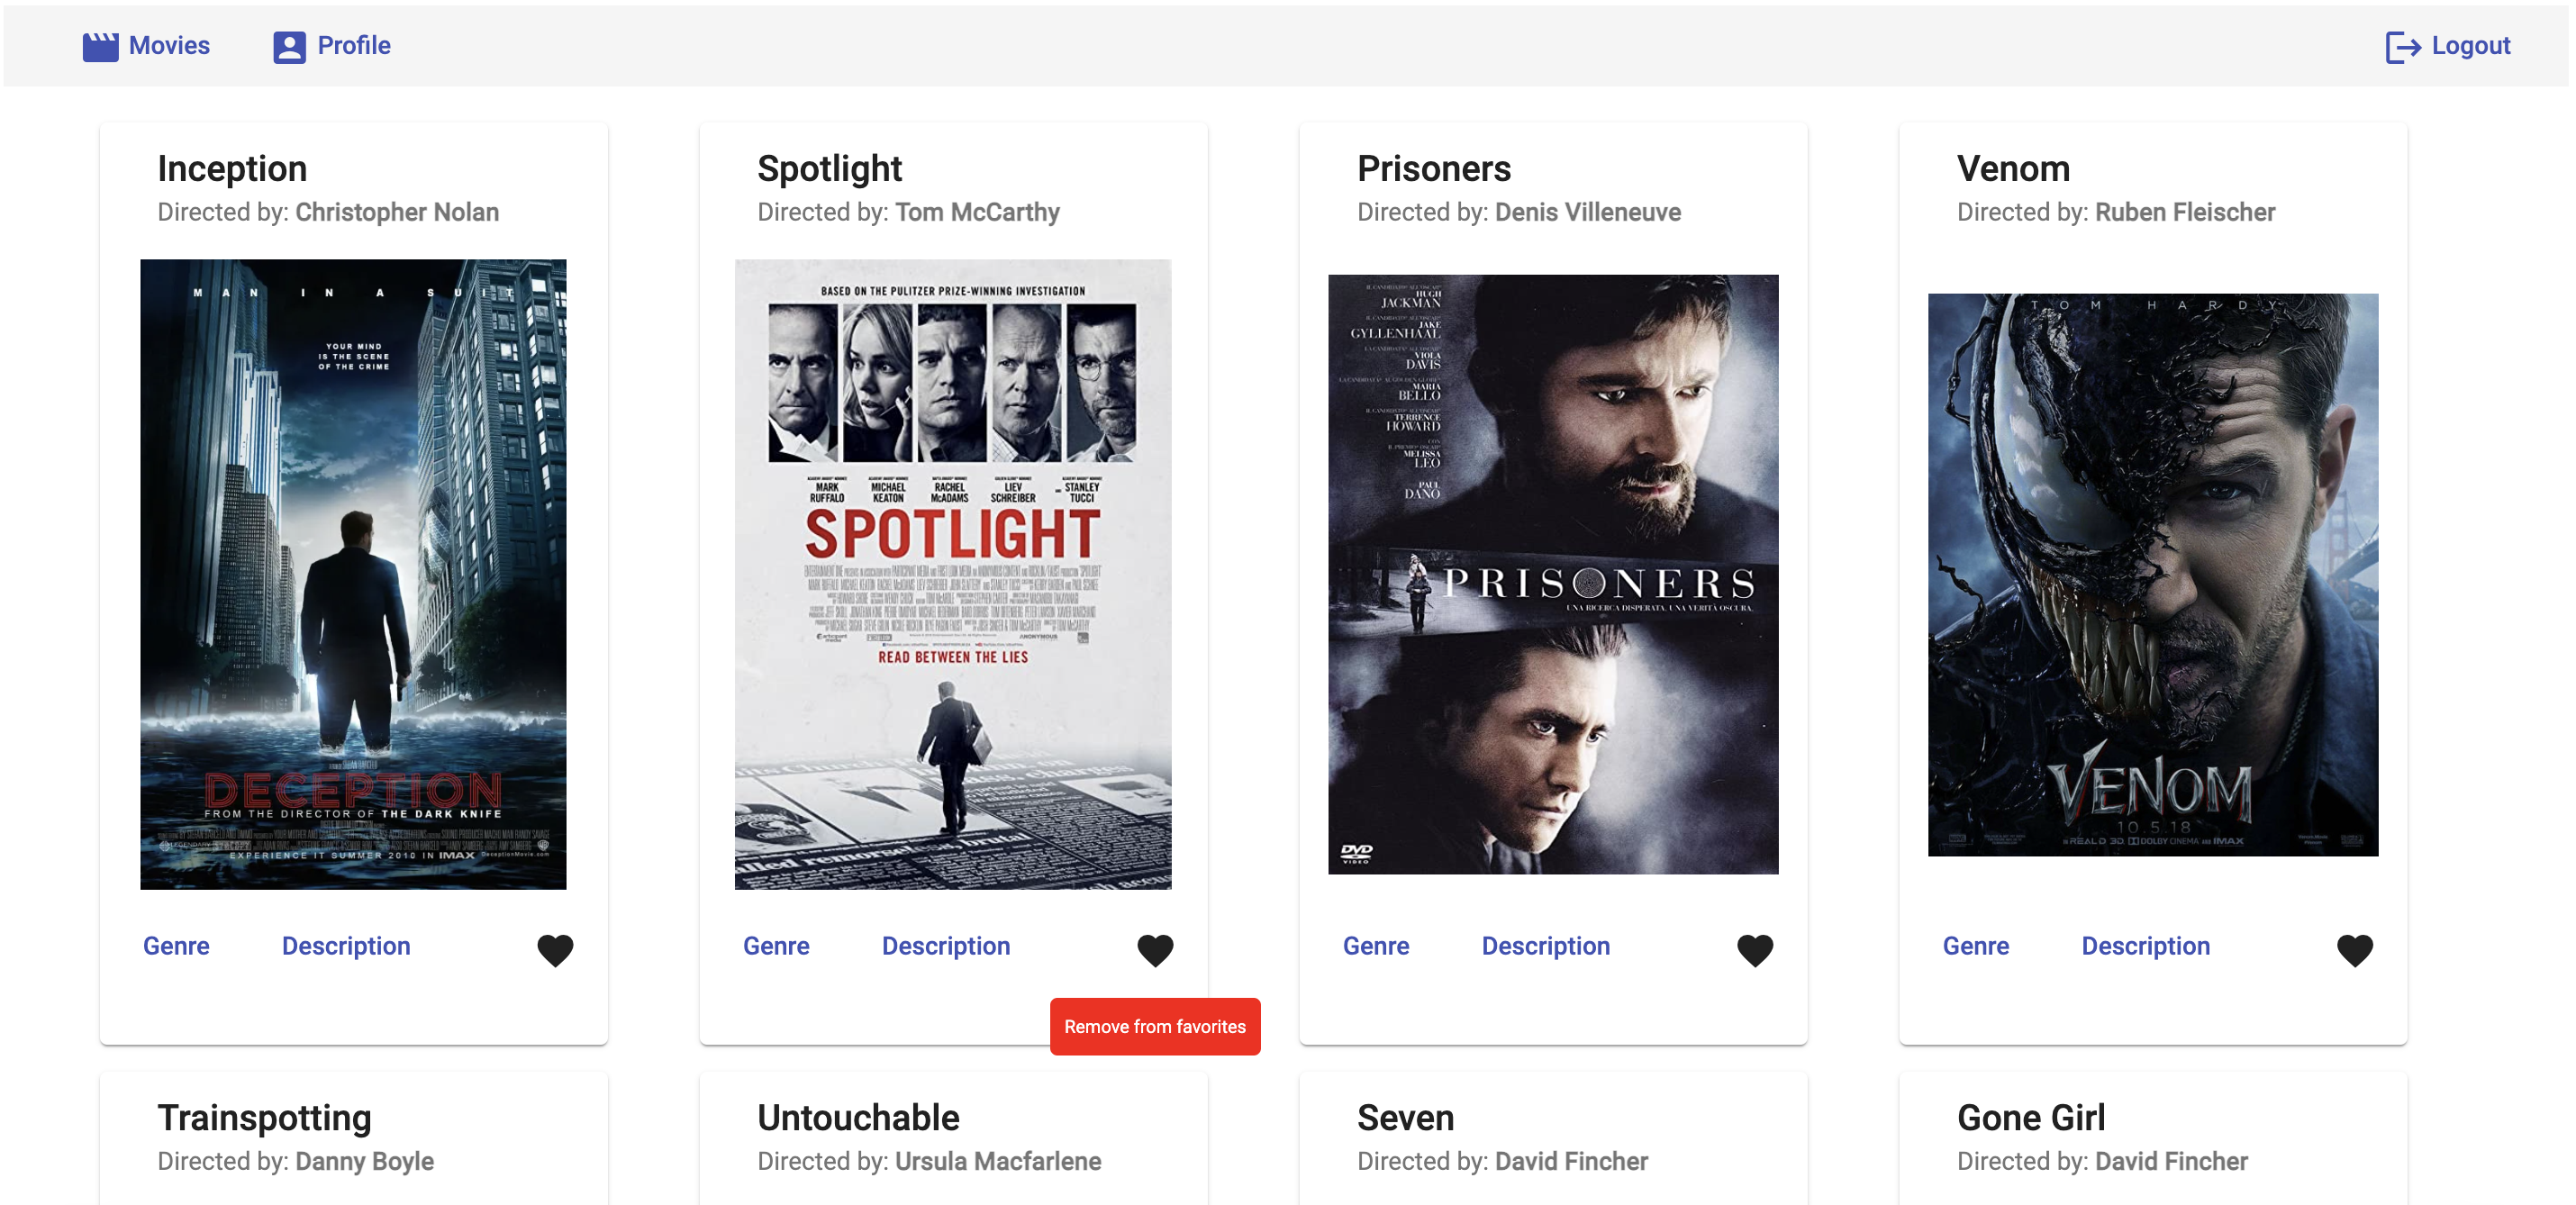 Movies
Profile
Logout
Inception
Directed by: Christopher Nolan
MAN IN A SUIT
YOUR MIND
IS THE SCENE
OF THE CRIME
DECEPTION
FROM THE DIRECTOR OF THE DARK KNIFE
EXPERIENCE IT SUMMER 2010 IN IMAX DeceptionMovie.com
Genre
Description
Spotlight
Directed by: Tom McCarthy
BASED ON THE PULITZER PRIZE-WINNING INVESTIGATION
MARK RUFFALO
MICHAEL KEATON
RACHEL McADAMS
LIEV SCHREIBER
AND STANLEY TUCCI
SPOTLIGHT
READ BETWEEN THE LIES
Genre
Description
Remove from favorites
Prisoners
Directed by: Denis Villeneuve
HUGH
JACKMAN
JAKE
GYLLENHAAL
VIOLA
DAVIS
MARIA
BELLO
TERRENCE
HOWARD
MELISSA
LEO
PAUL
DANO
PRISONERS
UNA RICERCA DISPERATA. UNA VERITÀ OSCURA.
DVD
VIDEO
Genre
Description
Venom
Directed by: Ruben Fleischer
TOM HARDY
VENOM
10.5.18
REALD 3D DOLBY CINEMA IMAX
Genre
Description
Trainspotting
Directed by: Danny Boyle
Untouchable
Directed by: Ursula Macfarlene
Seven
Directed by: David Fincher
Gone Girl
Directed by: David Fincher